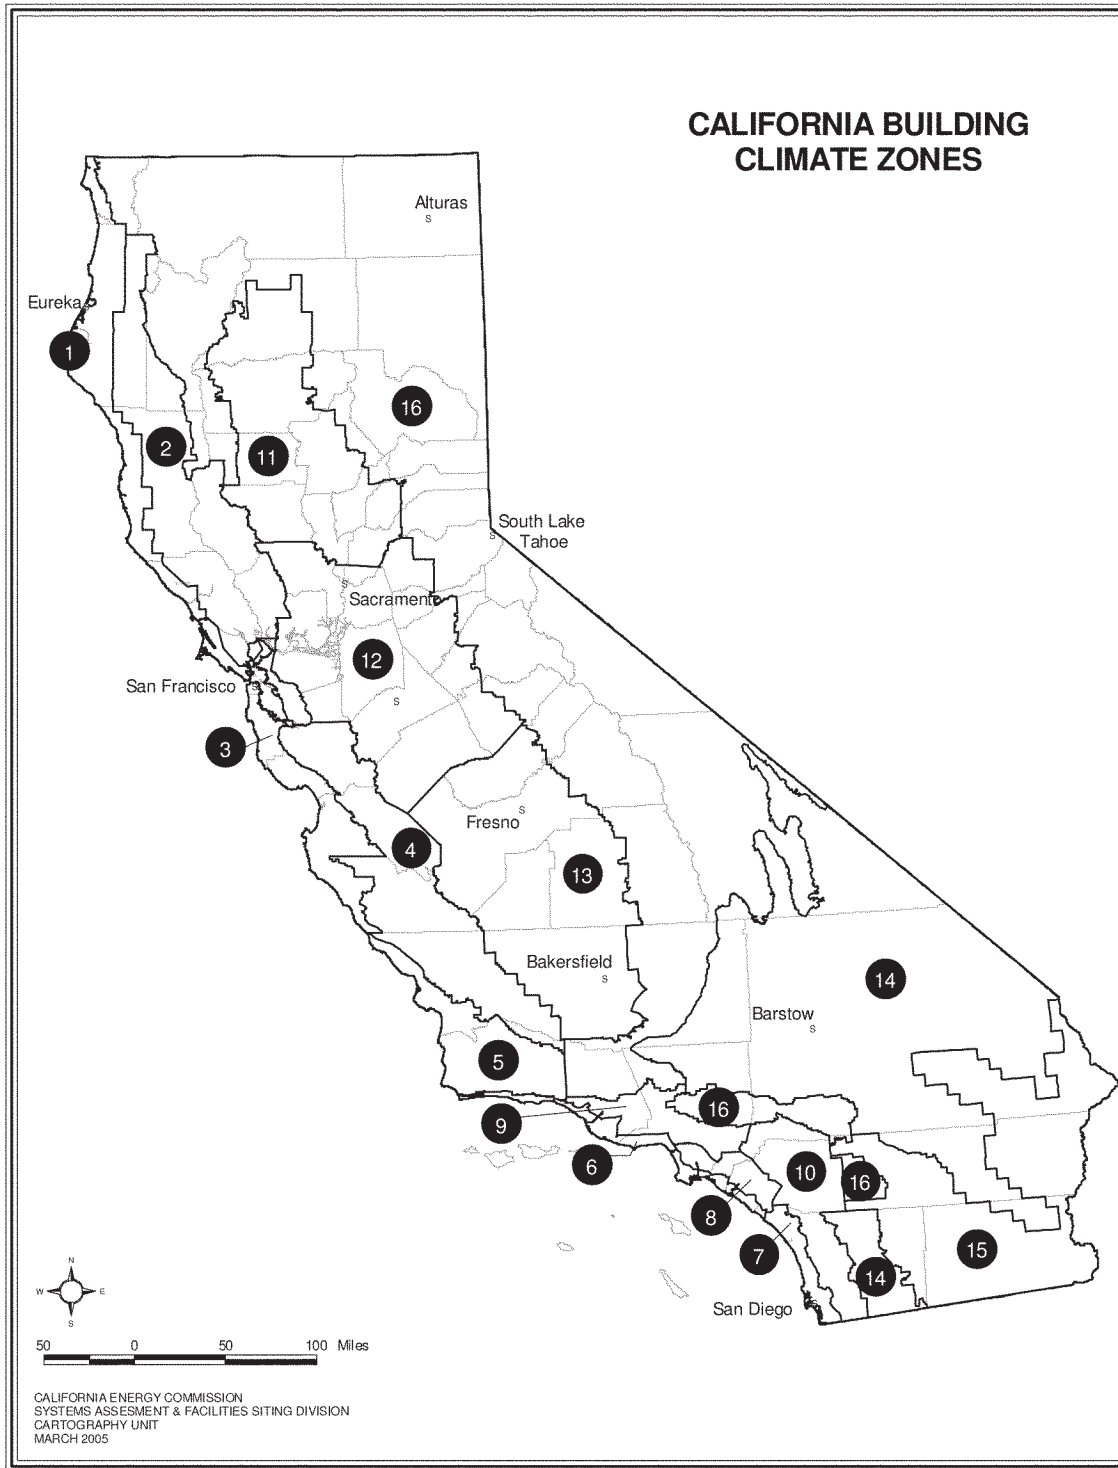 CALIFORNIA BUILDING
CLIMATE ZONES
Alturas
S
Eureka
1
16
2
11
South Lake
Tahoe
S
S
Sacramento
12
San Francisco
S
S
3
Fresno
S
4
13
Bakersfield
S
14
Barstow
S
5
16
9
6
10
16
8
7
15
14
San Diego
S
N
W
E
S
50 0 50 100 Miles
CALIFORNIA ENERGY COMMISSION
SYSTEMS ASSESMENT & FACILITIES SITING DIVISION
CARTOGRAPHY UNIT
MARCH 2005